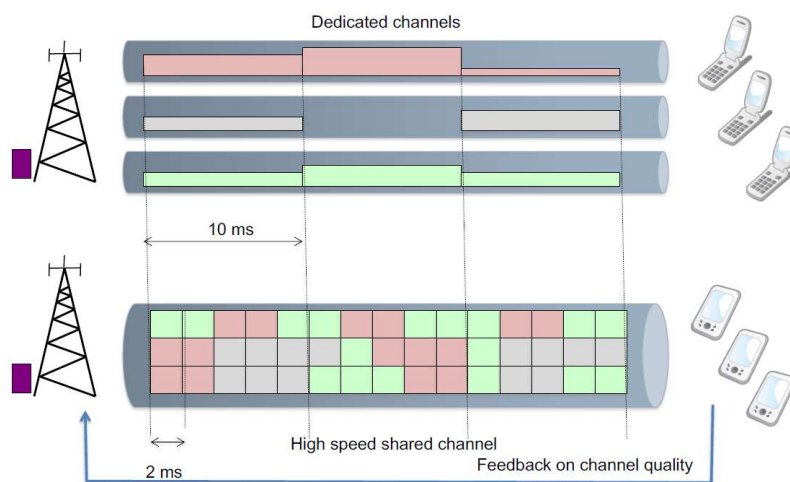 Dedicated channels
10 ms
High speed shared channel
2 ms
Feedback on channel quality